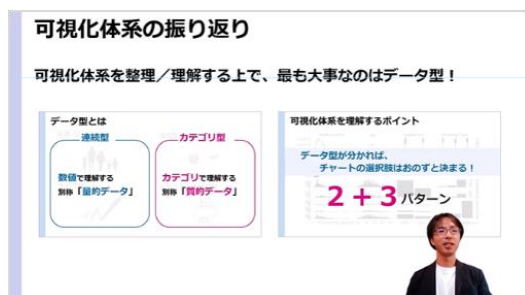 可視化体系の振り返り
可視化体系を整理／理解する上で、最も大事なのはデータ型！
データ型とは
連続型
カテゴリ型
数値で理解する
別称「量的データ」
カテゴリで理解する
別称「質的データ」
可視化体系を理解するポイント
データ型が分かれば、
チャートの選択肢はおのずと決まる！
2 + 3 パターン